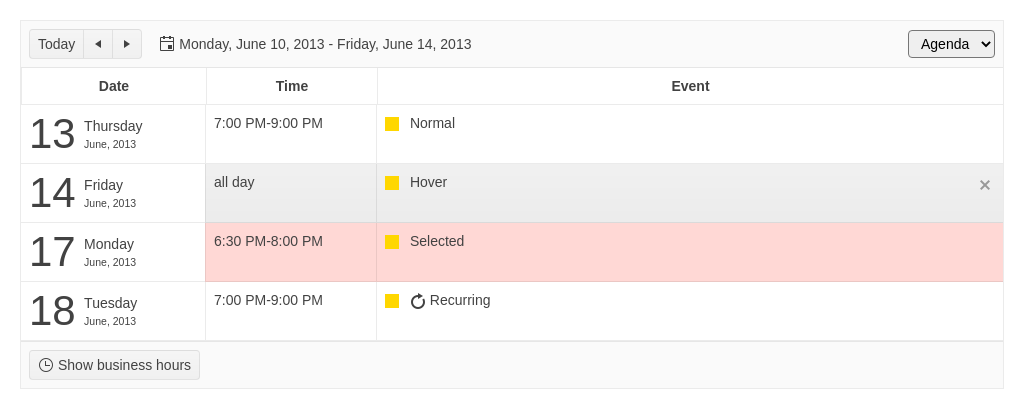 Today Monday, June 10, 2013 - Friday, June 14, 2013 Agenda
Date Time Event
13 Thursday 7:00 PM-9:00 PM Normal
June, 2013
14 Friday all day Hover
June, 2013
17 Monday 6:30 PM-8:00 PM Selected
June, 2013
18 Tuesday 7:00 PM-9:00 PM Recurring
June, 2013
Show business hours